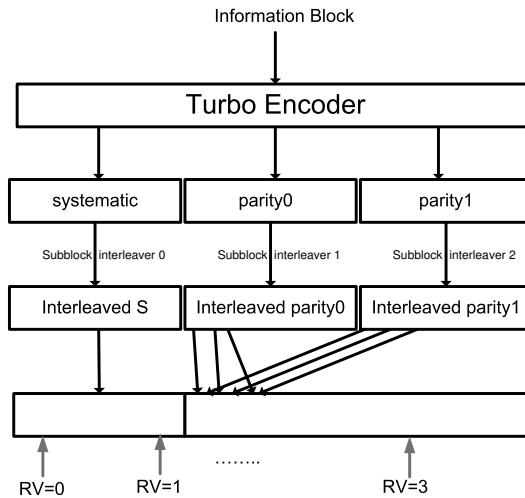 Information Block
Turbo Encoder
systematic parity0 parity1
Subblock interleaver 0 Subblock interleaver 1 Subblock interleaver 2
Interleaved S Interleaved parity0 Interleaved parity1
........
RV=0 RV=1 RV=3